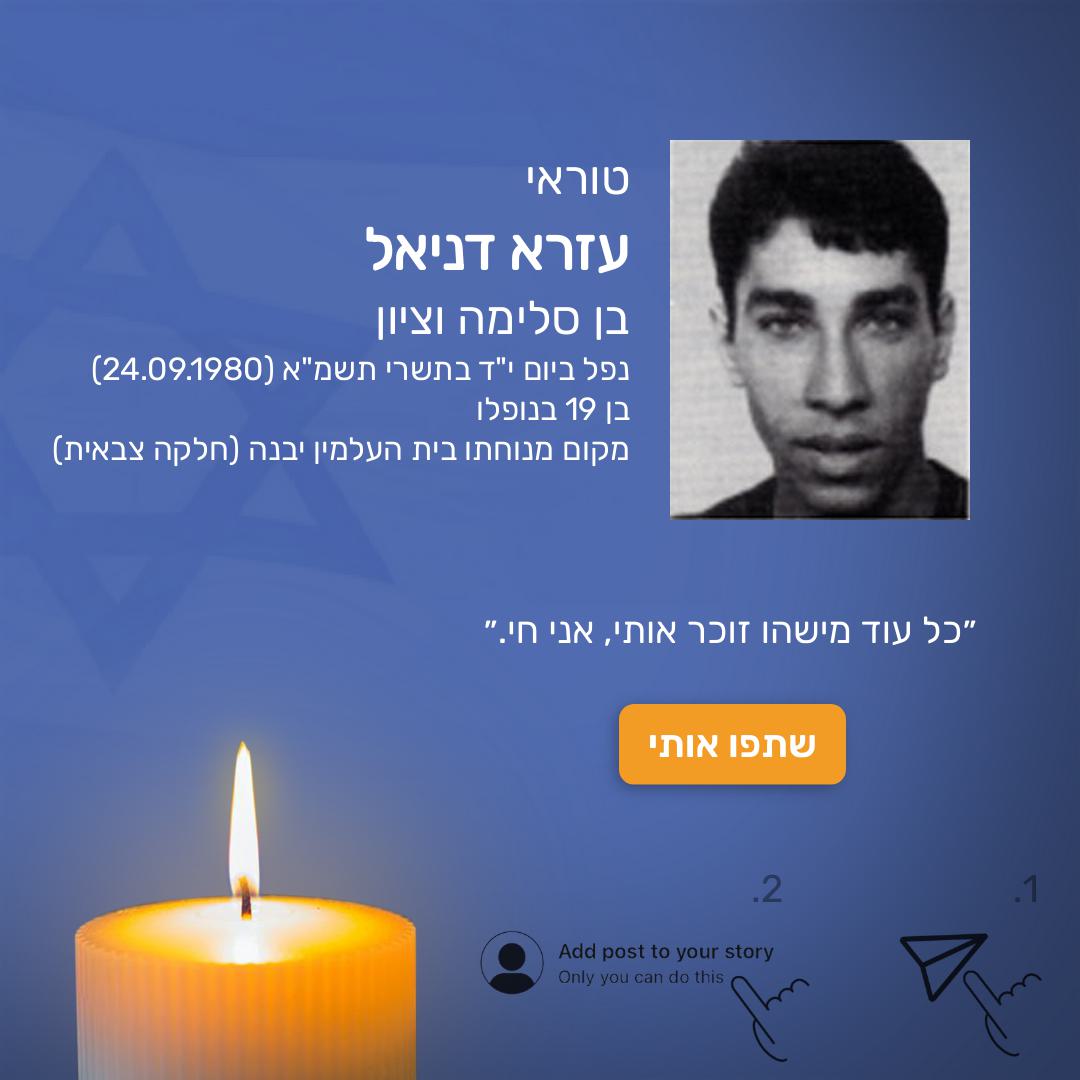 טוראי
עזרא דניאל
בן סלימה וציון
נפל ביום י"ד בתשרי תשמ"א (24.09.1980)
בן 19 בנופלו
מקום מנוחתו בית העלמין יבנה (חלקה צבאית)
״כל עוד מישהו זוכר אותי, אני חי.״
שתפו אותי
1.
2.
Add post to your story
Only you can do this